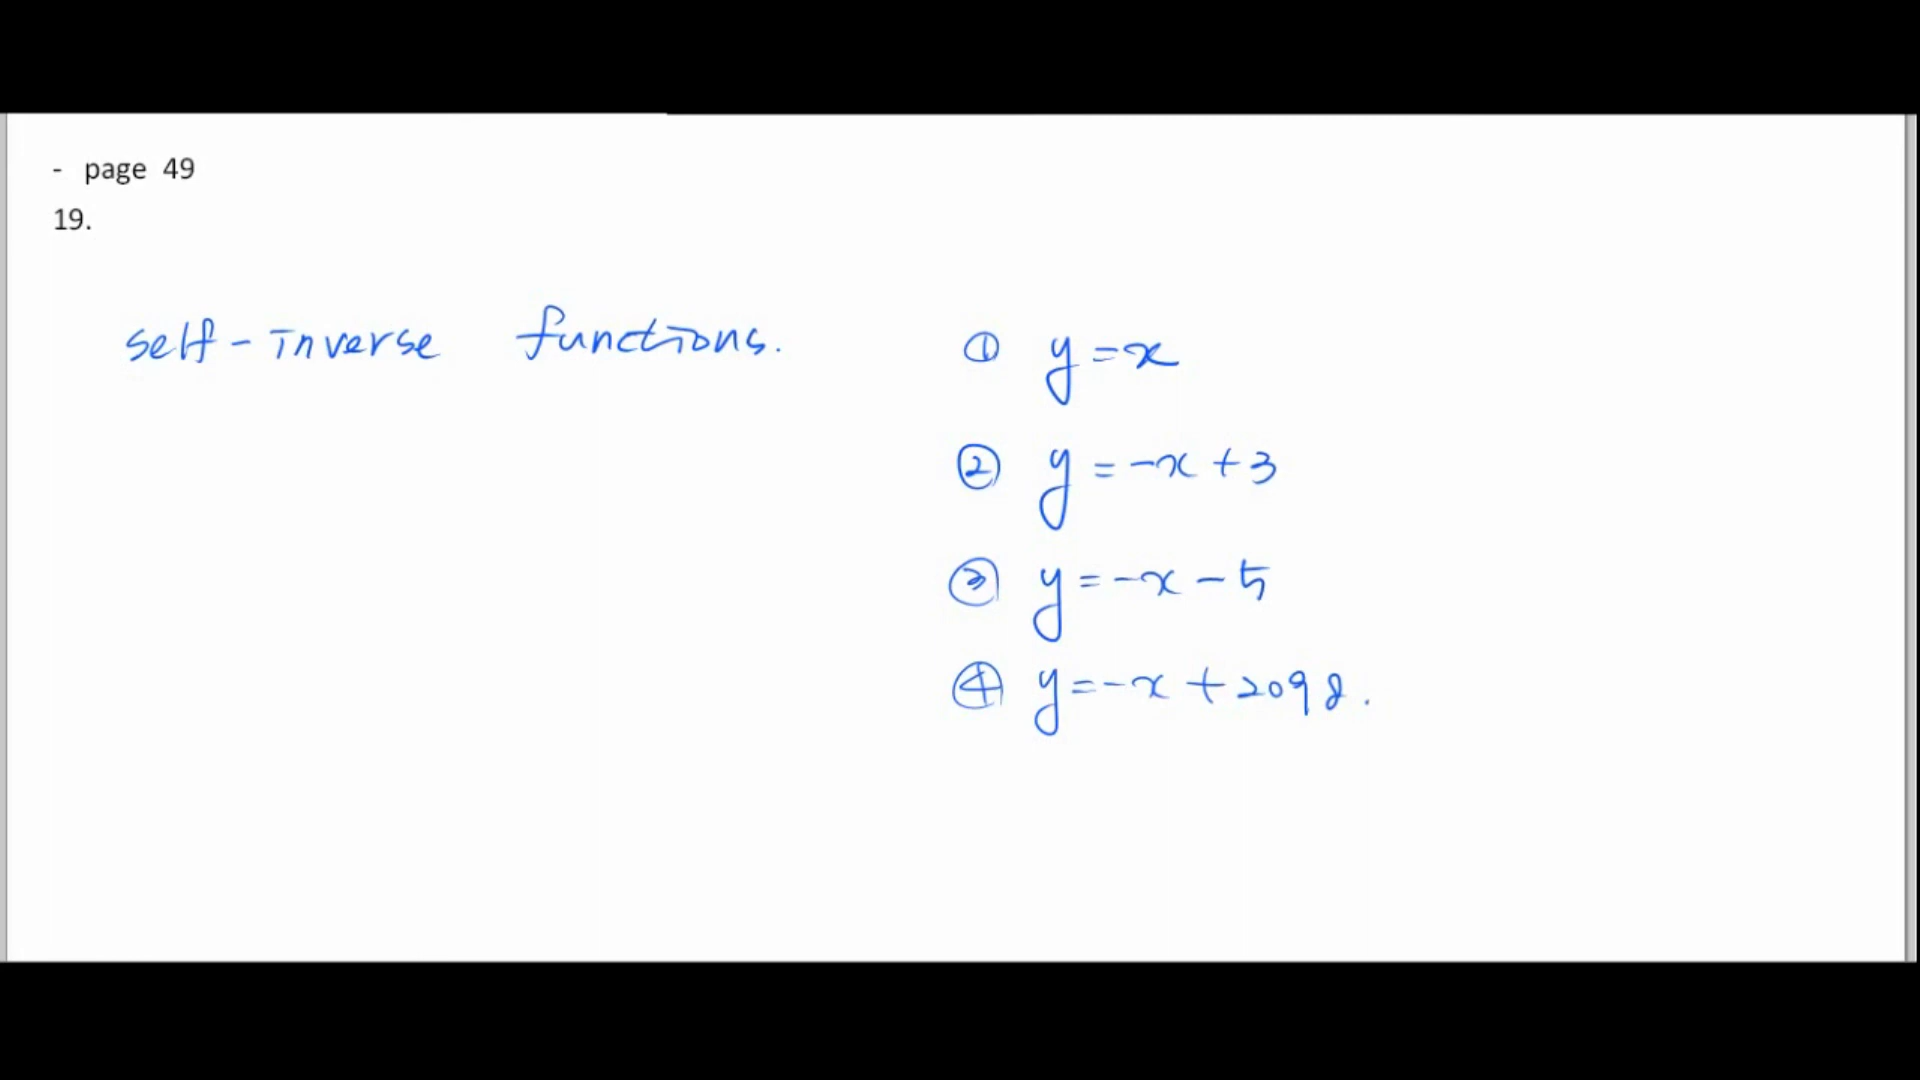 - page 49
19.
self-inverse functions.
① y=x
② y=-x+3
③ y=-x-5
④ y=-x+2098.